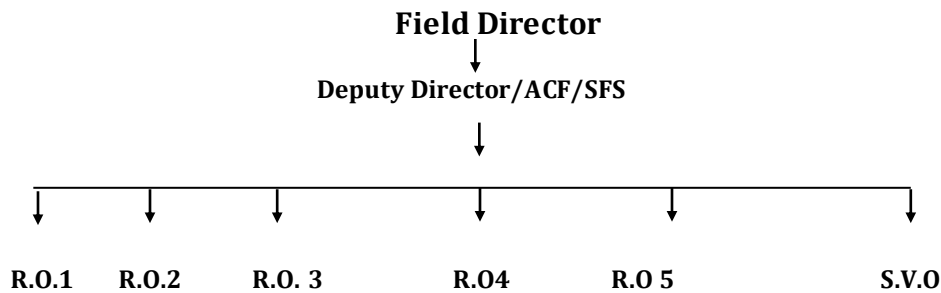 Field Director
Deputy Director/ACF/SFS
R.O.1 R.O.2 R.O. 3 R.O4 R.O 5 S.V.O